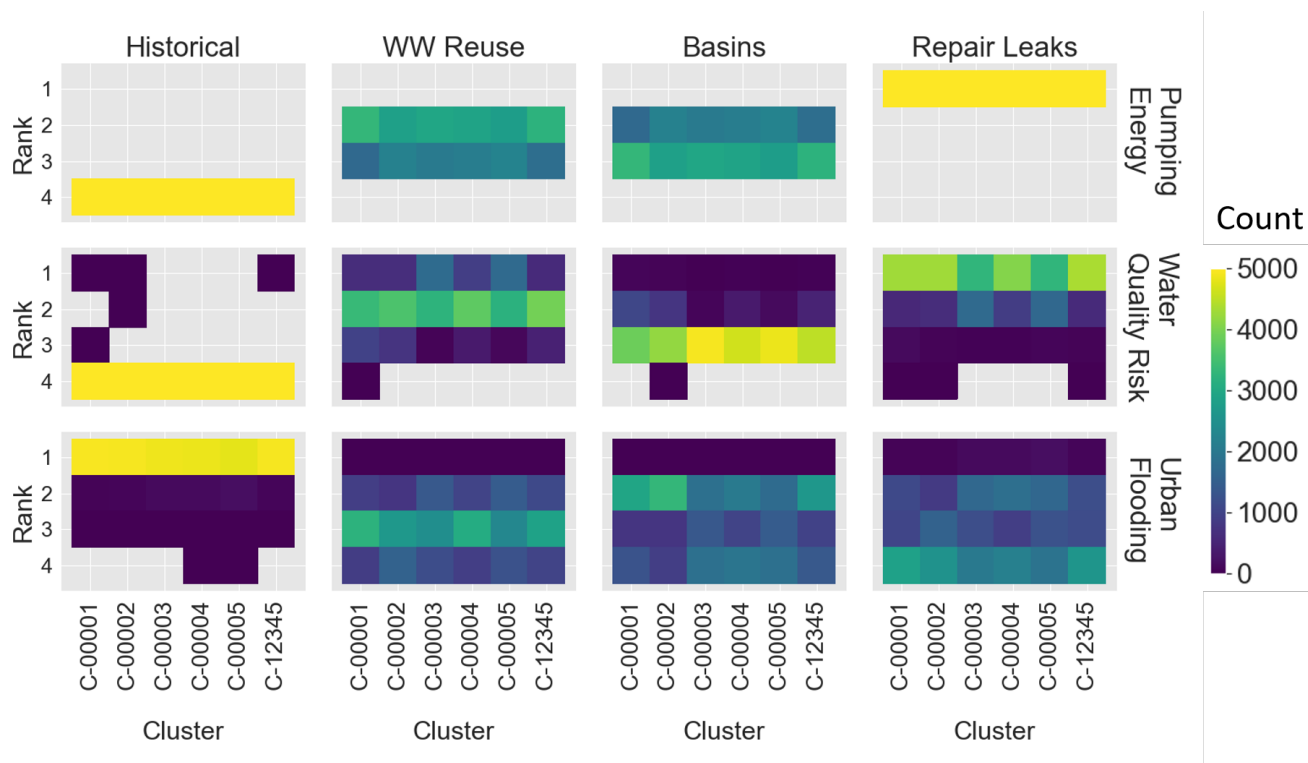 Historical
WW Reuse
Basins
Repair Leaks
Rank
1
2
3
4
Pumping
Energy
Rank
1
2
3
4
Water
Quality Risk
Rank
1
2
3
4
Urban
Flooding
C-00001
C-00002
C-00003
C-00004
C-00005
C-12345
C-00001
C-00002
C-00003
C-00004
C-00005
C-12345
C-00001
C-00002
C-00003
C-00004
C-00005
C-12345
C-00001
C-00002
C-00003
C-00004
C-00005
C-12345
Cluster
Cluster
Cluster
Cluster
Count
5000
4000
3000
2000
1000
0